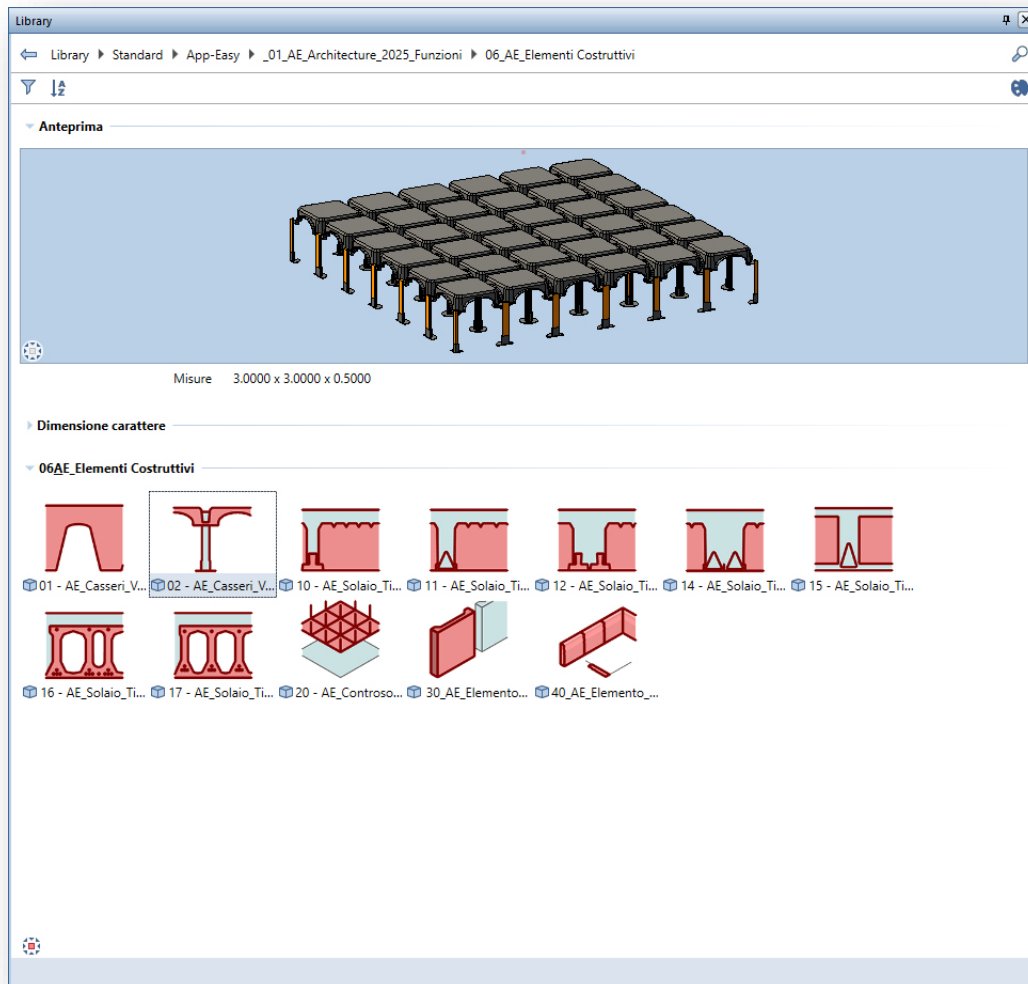 Library
Library Standard App-Easy _01_AE_Architecture_2025_Funzioni 06_AE_Elementi Costruttivi
Anteprima
Misure 3.0000 x 3.0000 x 0.5000
Dimensione carattere
06AE_Elementi Costruttivi
01 - AE_Casseri_V... 02 - AE_Casseri_V... 10 - AE_Solaio_Ti... 11 - AE_Solaio_Ti... 12 - AE_Solaio_Ti... 14 - AE_Solaio_Ti... 15 - AE_Solaio_Ti...
16 - AE_Solaio_Ti... 17 - AE_Solaio_Ti... 20 - AE_Controso... 30_AE_Elemento... 40_AE_Elemento_...